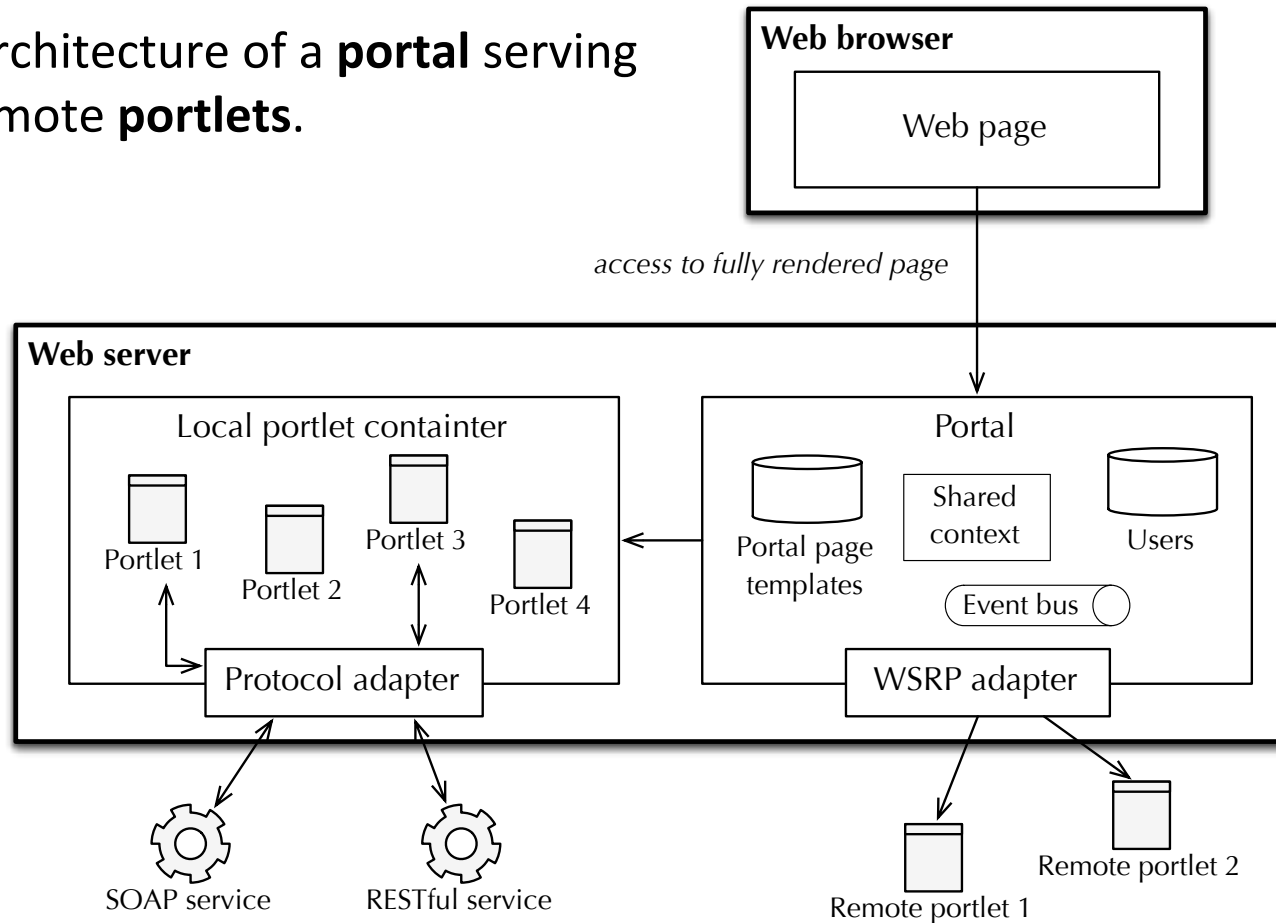 rchitecture of a portal serving
mote portlets.
Web browser
Web page
access to fully rendered page
Web server
Local portlet containter
Portlet 1
Portlet 2
Portlet 3
Portlet 4
Protocol adapter
Portal
Portal page
templates
Shared
context
Users
Event bus
WSRP adapter
SOAP service
RESTful service
Remote portlet 1
Remote portlet 2